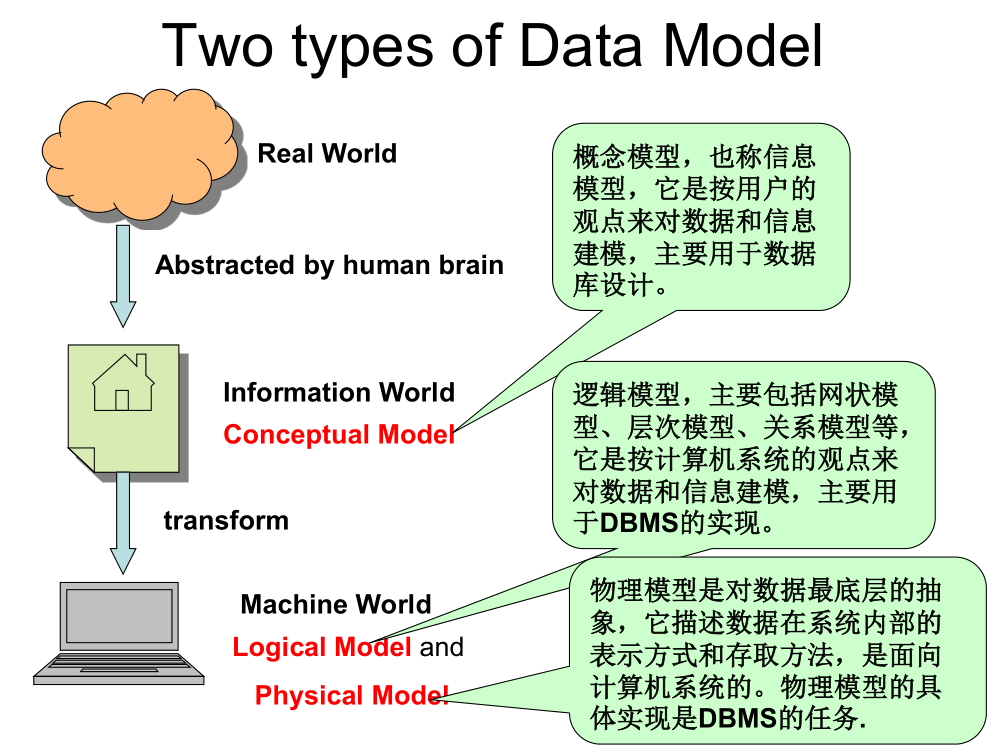 Two types of Data Model
Real World
概念模型，也称信息
模型，它是按用户的
观点来对数据和信息
建模，主要用于数据
库设计。
Abstracted by human brain
Information World
Conceptual Model
逻辑模型，主要包括网状模
型、层次模型、关系模型等，
它是按计算机系统的观点来
对数据和信息建模，主要用
于DBMS的实现。
transform
Machine World
Logical Model and
Physical Model
物理模型是对数据最底层的抽
象，它描述数据在系统内部的
表示方式和存取方法，是面向
计算机系统的。物理模型的具
体实现是DBMS的任务.